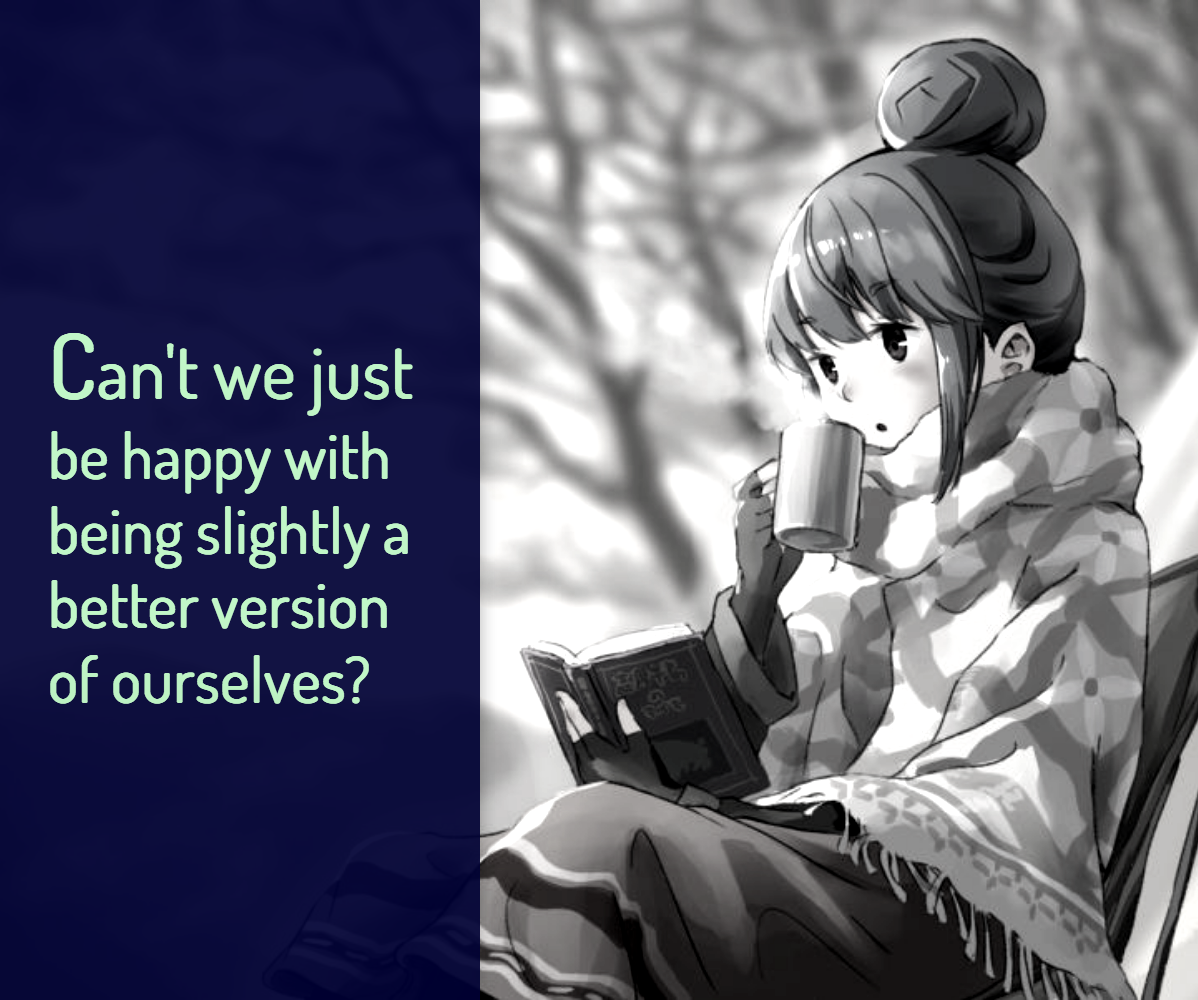 Can't we just
be happy with
being slightly a
better version
of ourselves?